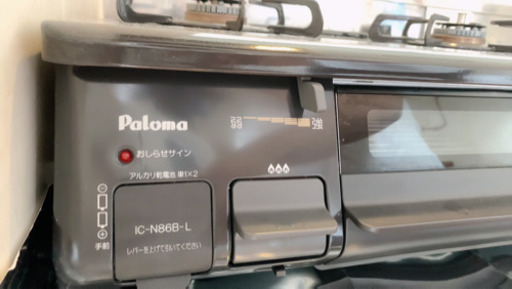 Paloma
弱 強
おしらせサイン
アルカリ乾電池 単1×2
手前
IC-N86B-L
レバーを上げて引いてください